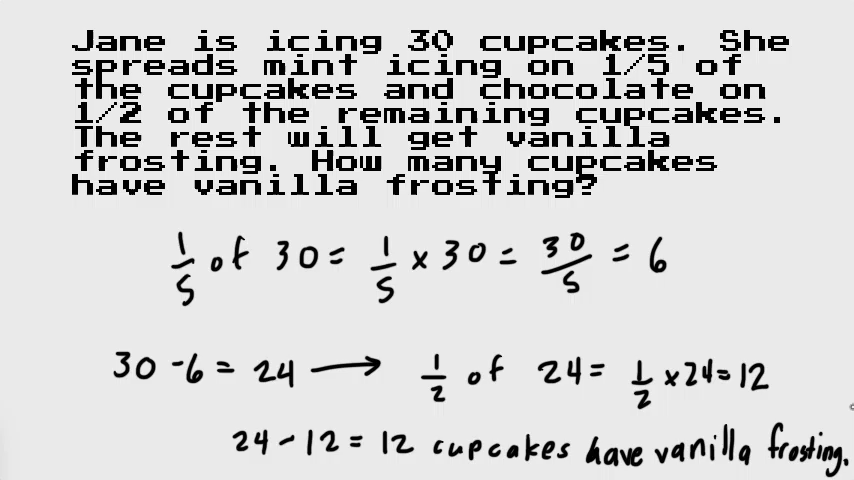 Jane is icing 30 cupcakes. She
spreads mint icing on 1/5 of
the cupcakes and chocolate on
1/2 of the remaining cupcakes.
The rest will get vanilla
frosting. How many cupcakes
have vanilla frosting?
1/5 of 30 = 1/5 x 30 = 30/5 = 6
30 - 6 = 24 → 1/2 of 24 = 1/2 x 24 = 12
24 - 12 = 12 cupcakes have vanilla frosting.